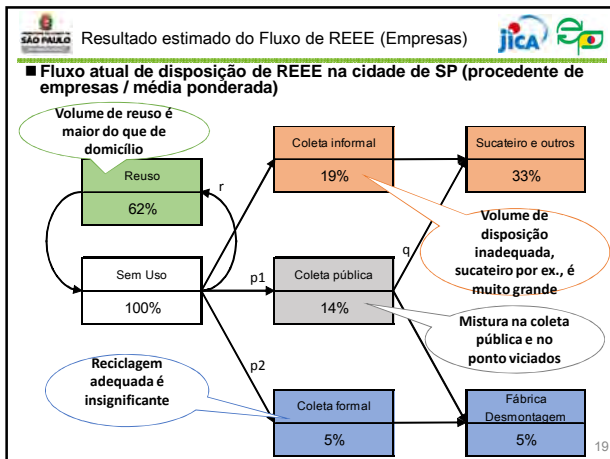 SÃO PAULO
Resultado estimado do Fluxo de REEE (Empresas)
jICA
■ Fluxo atual de disposição de REEE na cidade de SP (procedente de
empresas / média ponderada)
Volume de reuso é
maior do que de
domicílio
Reuso
62%
r
Coleta informal
19%
Sucateiro e outros
33%
Volume de
disposição
inadequada,
sucateiro por ex., é
muito grande
q
Sem Uso
100%
p1
Coleta pública
14%
Mistura na coleta
pública e no
ponto viciados
p2
Reciclagem
adequada é
insignificante
Coleta formal
5%
Fábrica
Desmontagem
5%
19